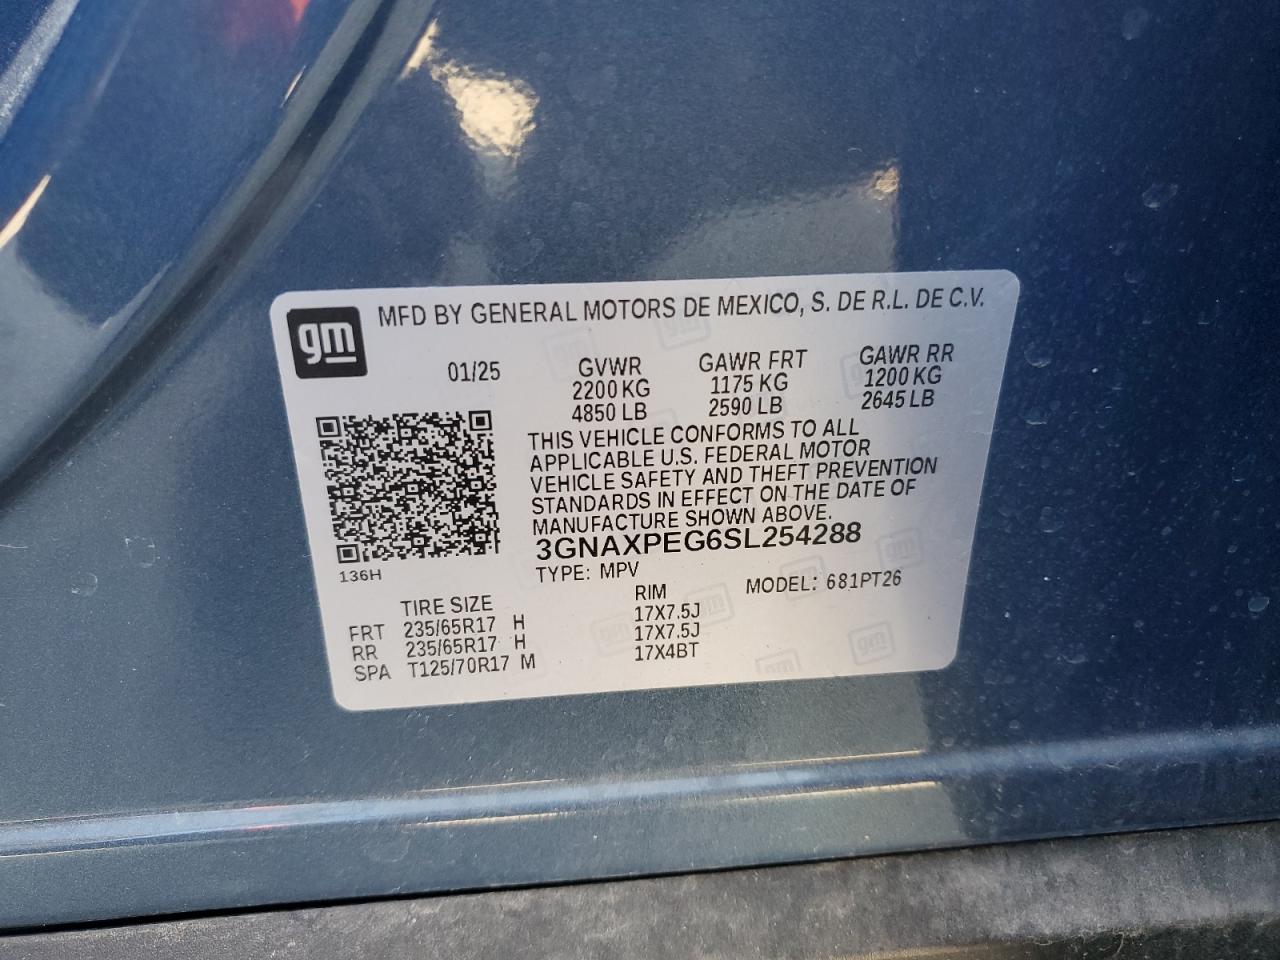 gm
MFD BY GENERAL MOTORS DE MEXICO, S. DE R.L. DE C.V.
01/25 GVWR GAWR FRT GAWR RR
2200 KG 1175 KG 1200 KG
4850 LB 2590 LB 2645 LB
THIS VEHICLE CONFORMS TO ALL
APPLICABLE U.S. FEDERAL MOTOR
VEHICLE SAFETY AND THEFT PREVENTION
STANDARDS IN EFFECT ON THE DATE OF
MANUFACTURE SHOWN ABOVE.
3GNAXPEG6SL254288
136H
TYPE: MPV MODEL: 681PT26
TIRE SIZE RIM
FRT 235/65R17 H 17X7.5J
RR 235/65R17 H 17X7.5J
SPA T125/70R17 M 17X4BT